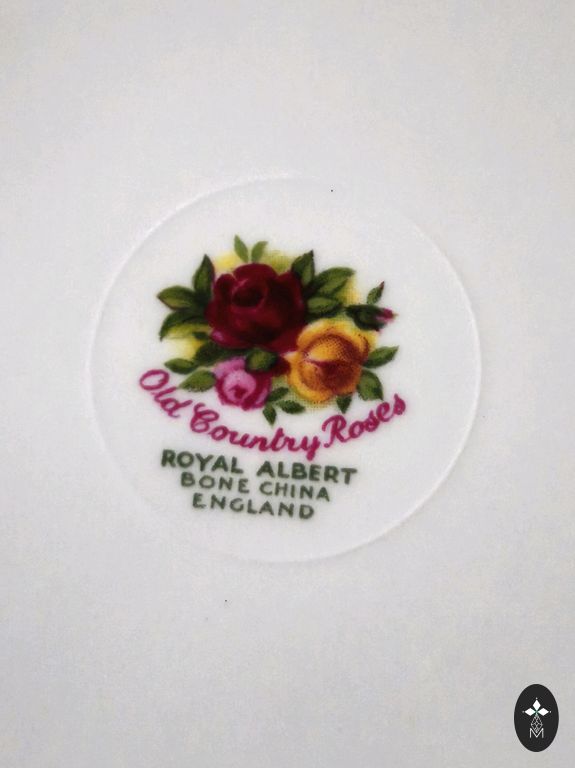 Old Country Roses
ROYAL ALBERT
BONE CHINA
ENGLAND
M